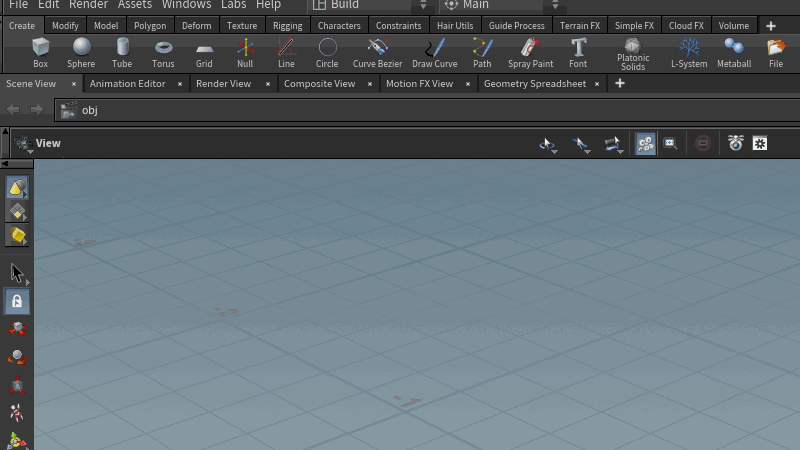 File Edit Render Assets Windows Labs Help Build Main
Create Modify Model Polygon Deform Texture Rigging Characters Constraints Hair Utils Guide Process Terrain FX Simple FX Cloud FX Volume
Box Sphere Tube Torus Grid Null Line Circle Curve Bezier Draw Curve Path Spray Paint Font Platonic Solids L-System Metaball File
Scene View Animation Editor Render View Composite View Motion FX View Geometry Spreadsheet
obj
View